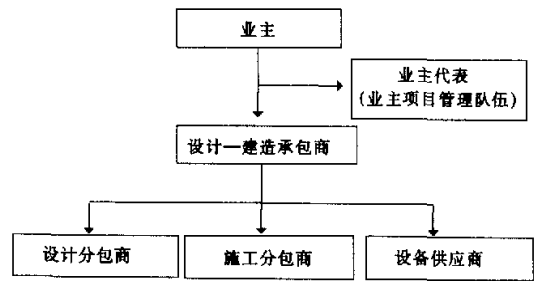 业主
业主代表
(业主项目管理队伍)
设计—建造承包商
设计分包商
施工分包商
设备供应商